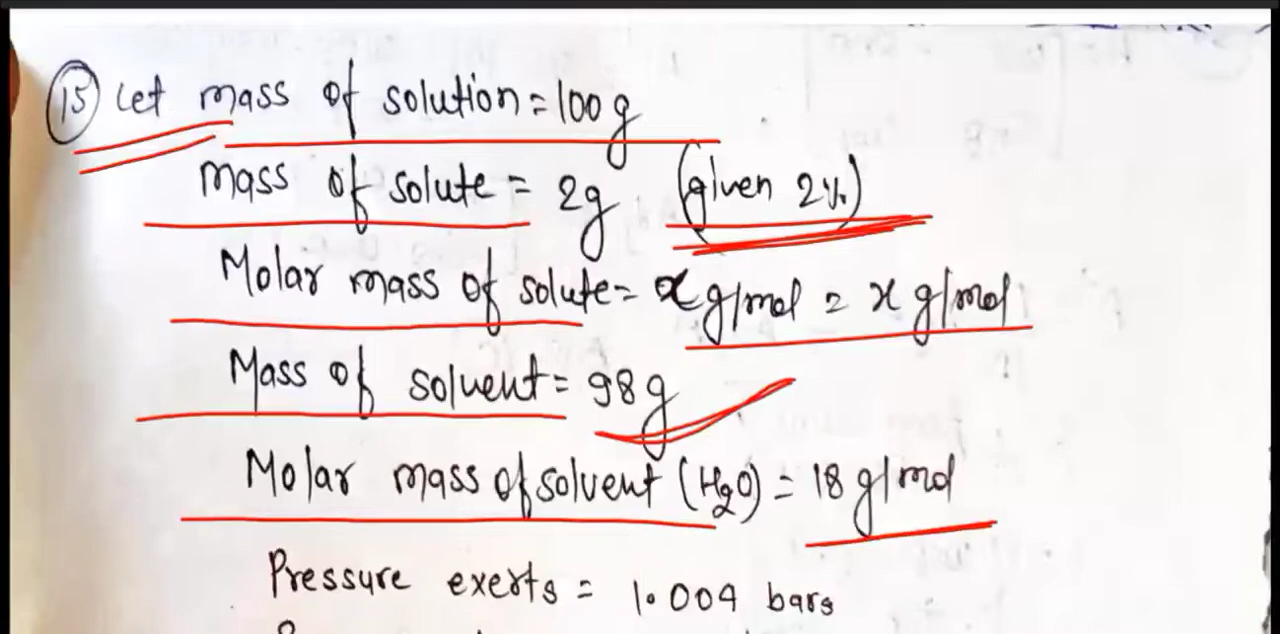 15 Let mass of solution = 100 g
Mass of solute = 2g (given 2%)
Molar mass of solute = x g/mol = x g/mol
Mass of solvent = 98g
Molar mass of solvent (H2O) = 18 g/mol
Pressure exerts = 1.004 bars